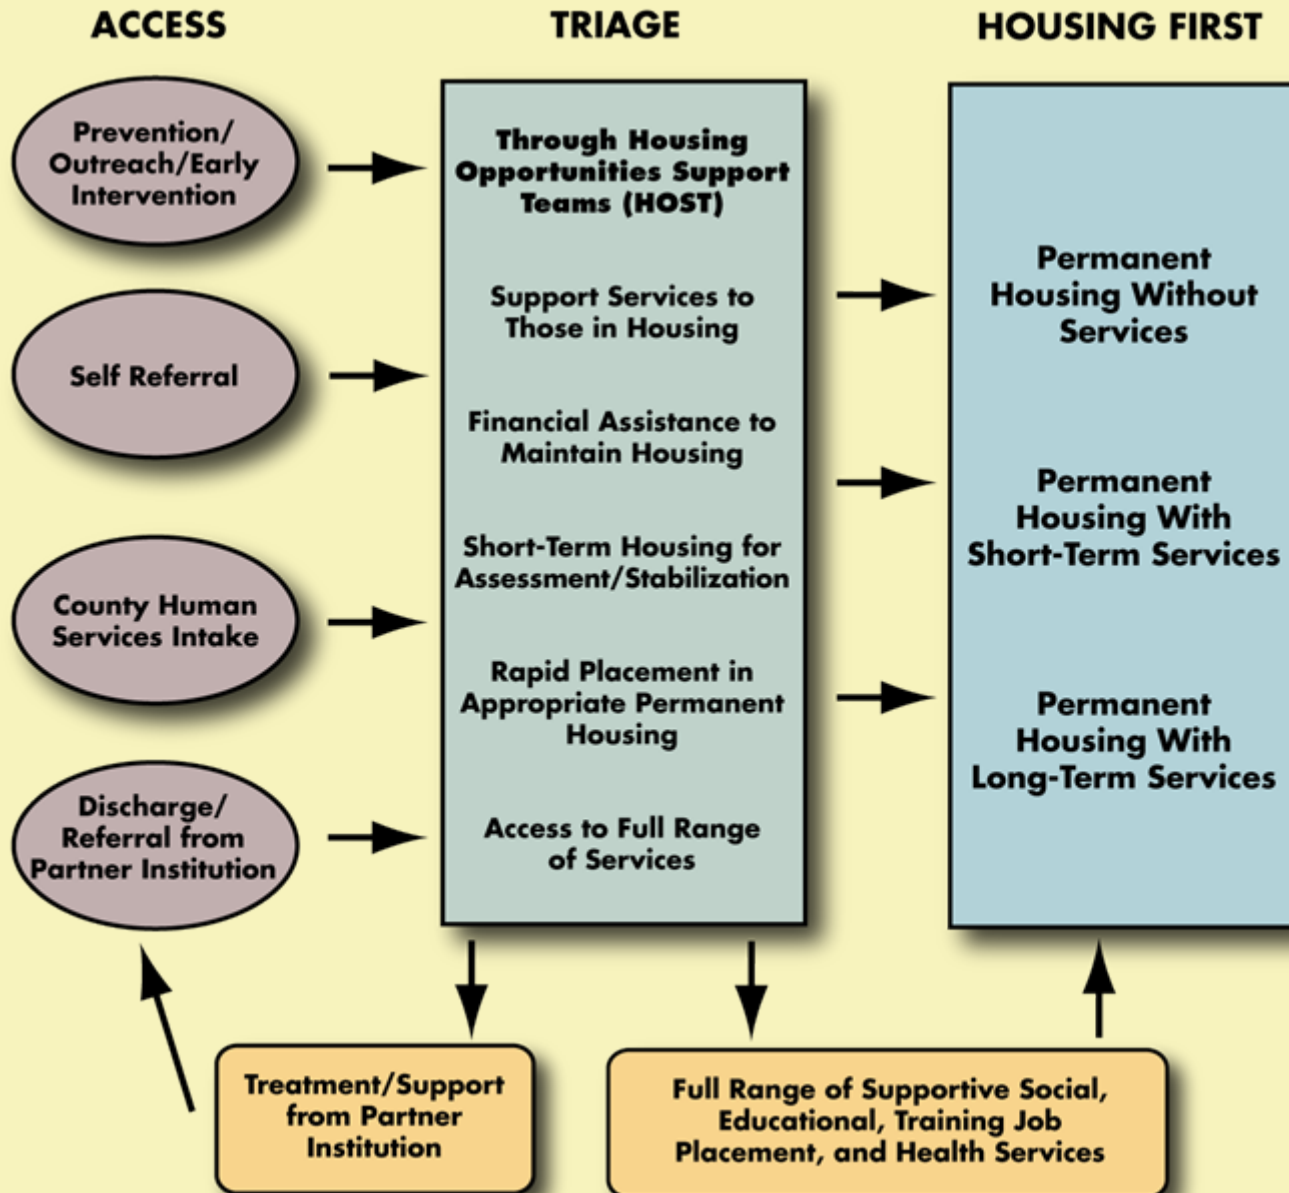 ACCESS
TRIAGE
HOUSING FIRST
Prevention/
Outreach/Early
Intervention
Self Referral
County Human
Services Intake
Discharge/
Referral from
Partner Institution
Through Housing
Opportunities Support
Teams (HOST)
Support Services to
Those in Housing
Financial Assistance to
Maintain Housing
Short-Term Housing for
Assessment/Stabilization
Rapid Placement in
Appropriate Permanent
Housing
Access to Full Range
of Services
Permanent
Housing Without
Services
Permanent
Housing With
Short-Term Services
Permanent
Housing With
Long-Term Services
Treatment/Support
from Partner
Institution
Full Range of Supportive Social,
Educational, Training Job
Placement, and Health Services